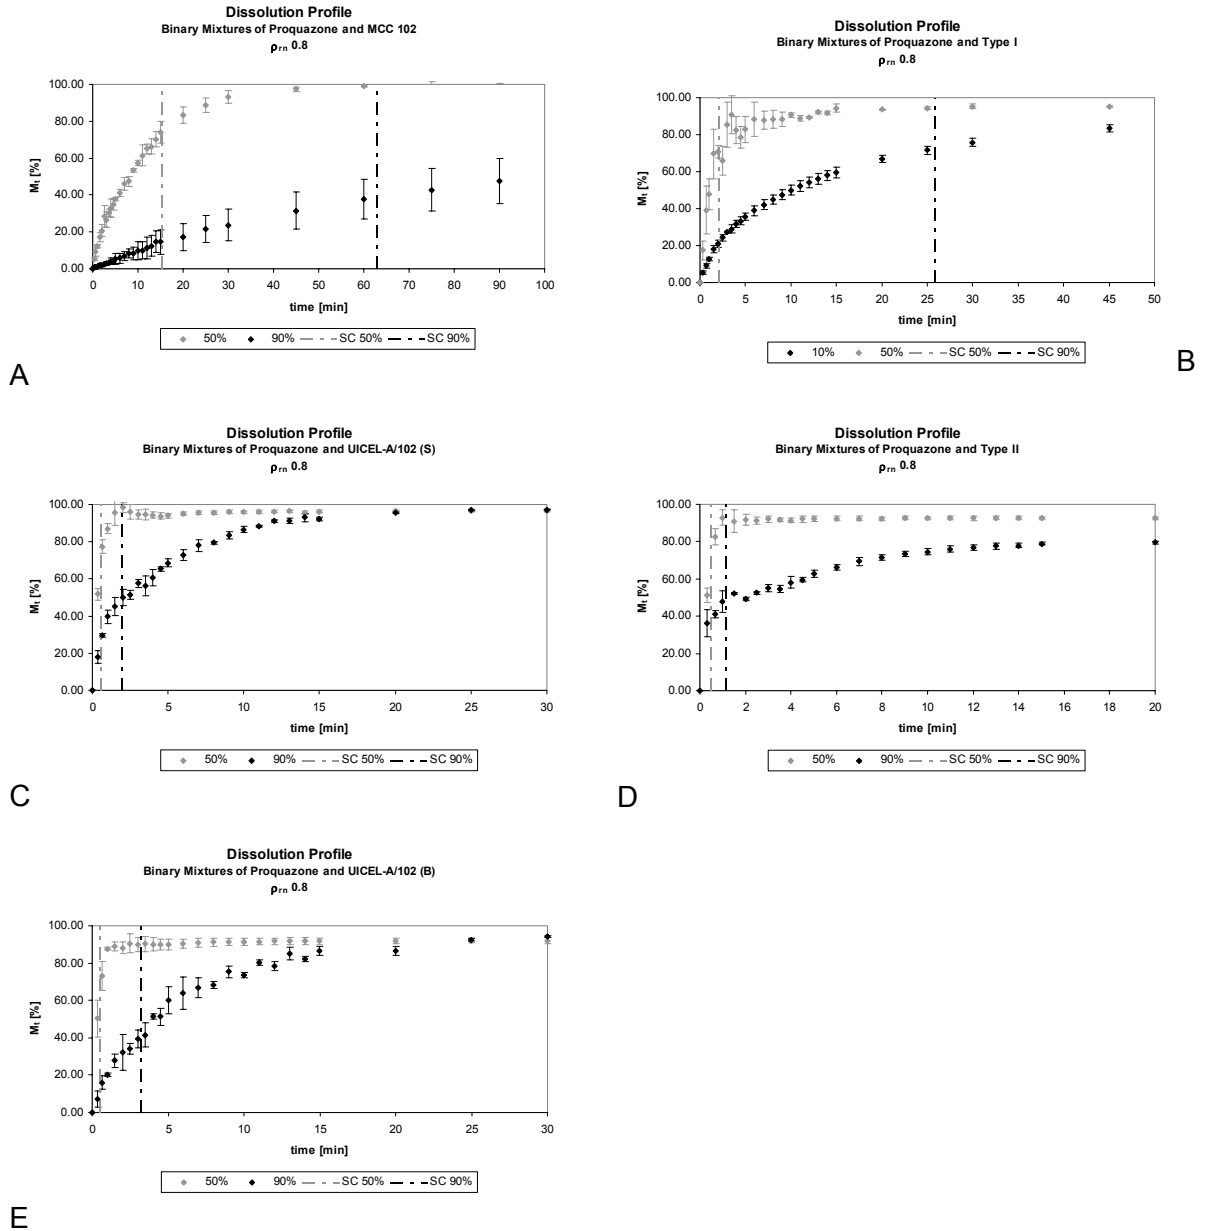 Dissolution Profile
Binary Mixtures of Proquazone and MCC 102
ρrn 0.8
Mt [%]
100.00
80.00
60.00
40.00
20.00
0.00
0 10 20 30 40 50 60 70 80 90 100
time [min]
50% 90% SC 50% SC 90%
A
Dissolution Profile
Binary Mixtures of Proquazone and Type I
ρrn 0.8
Mt [%]
100.00
80.00
60.00
40.00
20.00
0.00
0 5 10 15 20 25 30 35 40 45 50
time [min]
10% 50% SC 50% SC 90%
B
Dissolution Profile
Binary Mixtures of Proquazone and UICEL-A/102 (S)
ρrn 0.8
Mt [%]
100.00
80.00
60.00
40.00
20.00
0.00
0 5 10 15 20 25 30
time [min]
50% 90% SC 50% SC 90%
C
Dissolution Profile
Binary Mixtures of Proquazone and Type II
ρrn 0.8
Mt [%]
100.00
80.00
60.00
40.00
20.00
0.00
0 2 4 6 8 10 12 14 16 18 20
time [min]
50% 90% SC 50% SC 90%
D
Dissolution Profile
Binary Mixtures of Proquazone and UICEL-A/102 (B)
ρrn 0.8
Mt [%]
100.00
80.00
60.00
40.00
20.00
0.00
0 5 10 15 20 25 30
time [min]
50% 90% SC 50% SC 90%
E